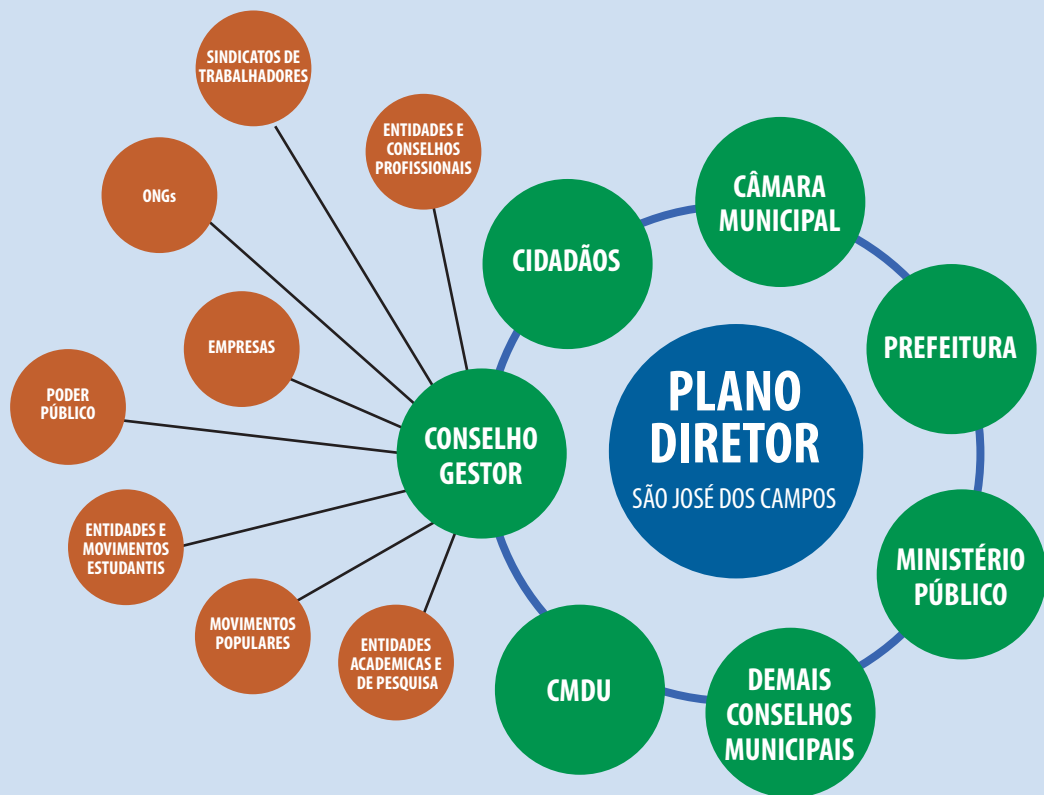 SINDICATOS DE
TRABALHADORES
ENTIDADES E
CONSELHOS
PROFISSIONAIS
ONGs
EMPRESAS
PODER
PÚBLICO
ENTIDADES E
MOVIMENTOS
ESTUDANTIS
MOVIMENTOS
POPULARES
ENTIDADES
ACADEMICAS E
DE PESQUISA
CONSELHO
GESTOR
CIDADÃOS
CÂMARA
MUNICIPAL
PREFEITURA
MINISTÉRIO
PÚBLICO
DEMAIS
CONSELHOS
MUNICIPAIS
CMDU
PLANO
DIRETOR
SÃO JOSÉ DOS CAMPOS